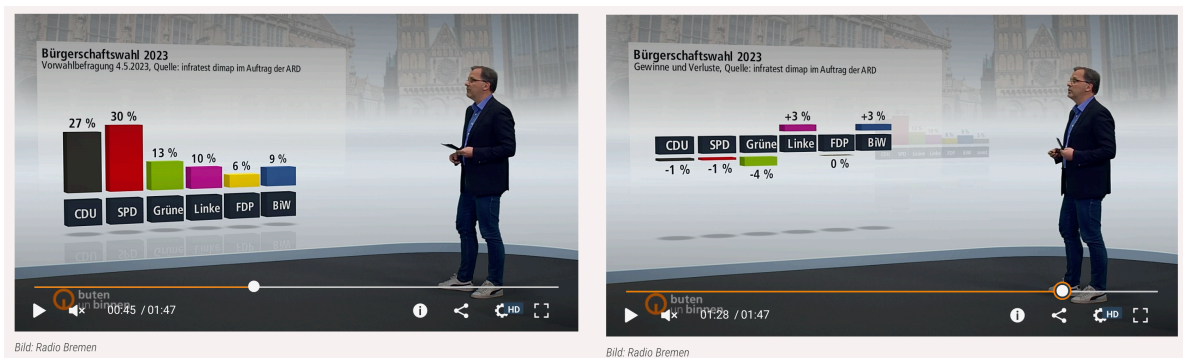 Bürgerschaftswahl 2023
Vorwahlbefragung 4.5.2023, Quelle: infratest dimap im Auftrag der ARD
27 % 30 % 13 % 10 % 6 % 9 %
CDU SPD Grüne Linke FDP BiW
buten
un binnen
00:45 / 01:47
HD
Bild: Radio Bremen
Bürgerschaftswahl 2023
Gewinne und Verluste, Quelle: infratest dimap im Auftrag der ARD
+3 % +3 %
CDU SPD Grüne Linke FDP BiW
-1 % -1 % -4 % 0 %
buten
un binnen
01:28 / 01:47
HD
Bild: Radio Bremen